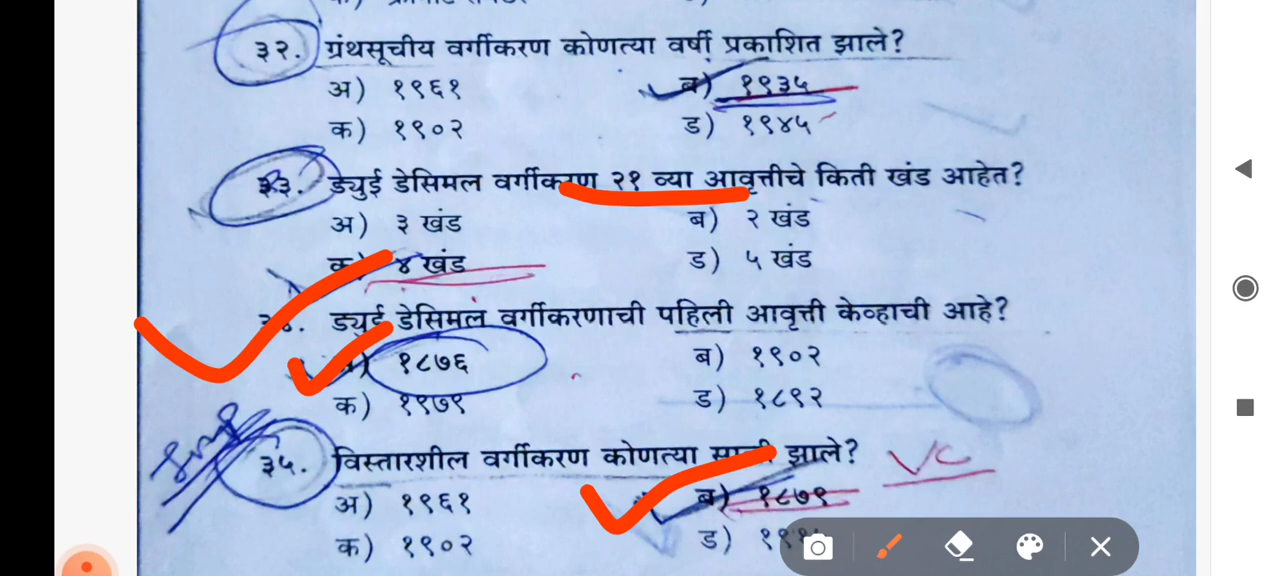 ३२. ग्रंथसूचीय वर्गीकरण कोणत्या वर्षी प्रकाशित झाले?
अ) १९६१ ब) १९३५
क) १९०२ ड) १९४५
३३. ड्युई डेसिमल वर्गीकरण २१ व्या आवृत्तीचे किती खंड आहेत?
अ) ३ खंड ब) २ खंड
क) ४ खंड ड) ५ खंड
३४. ड्युई डेसिमल वर्गीकरणाची पहिली आवृत्ती केव्हाची आहे?
अ) १८७६ ब) १९०२
क) १९७९ ड) १८९२
३५. विस्तारशील वर्गीकरण कोणत्या साली झाले? VC
अ) १९६१ ब) १८७९
क) १९०२ ड)